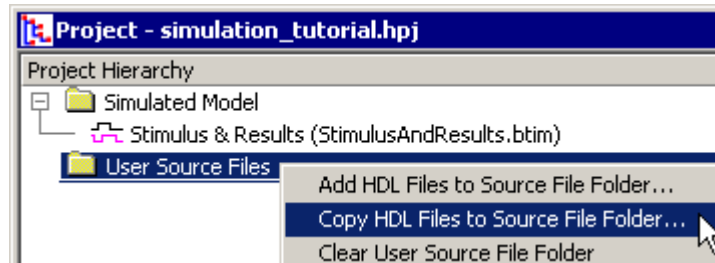 Project - simulation_tutorial.hpj
Project Hierarchy
Simulated Model
Stimulus & Results (StimulusAndResults.btim)
User Source Files
Add HDL Files to Source File Folder...
Copy HDL Files to Source File Folder...
Clear User Source File Folder